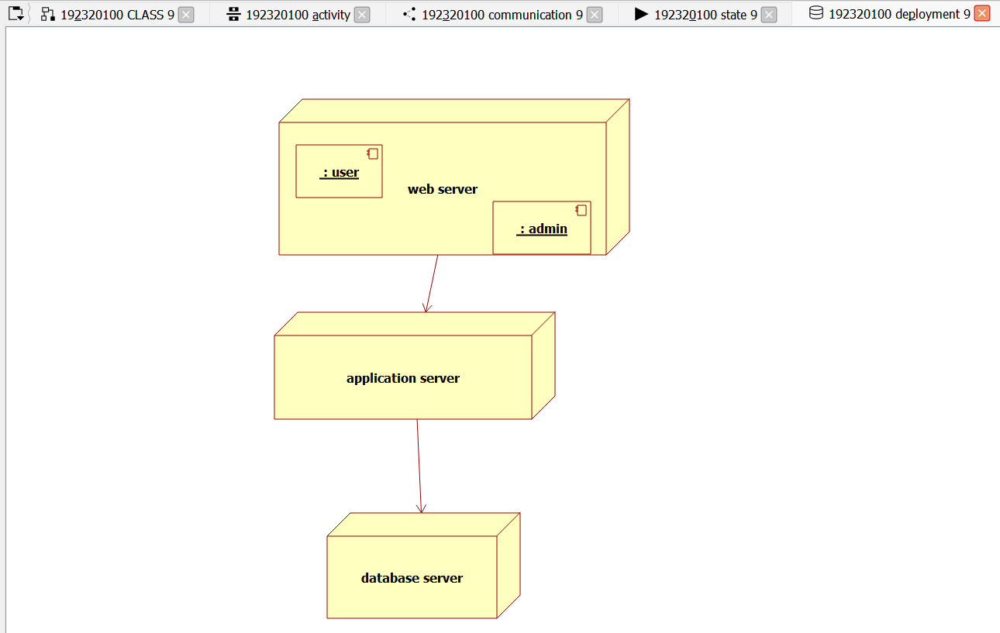 192320100 CLASS 9
192320100 activity
192320100 communication 9
192320100 state 9
192320100 deployment 9
: user
web server
: admin
application server
database server